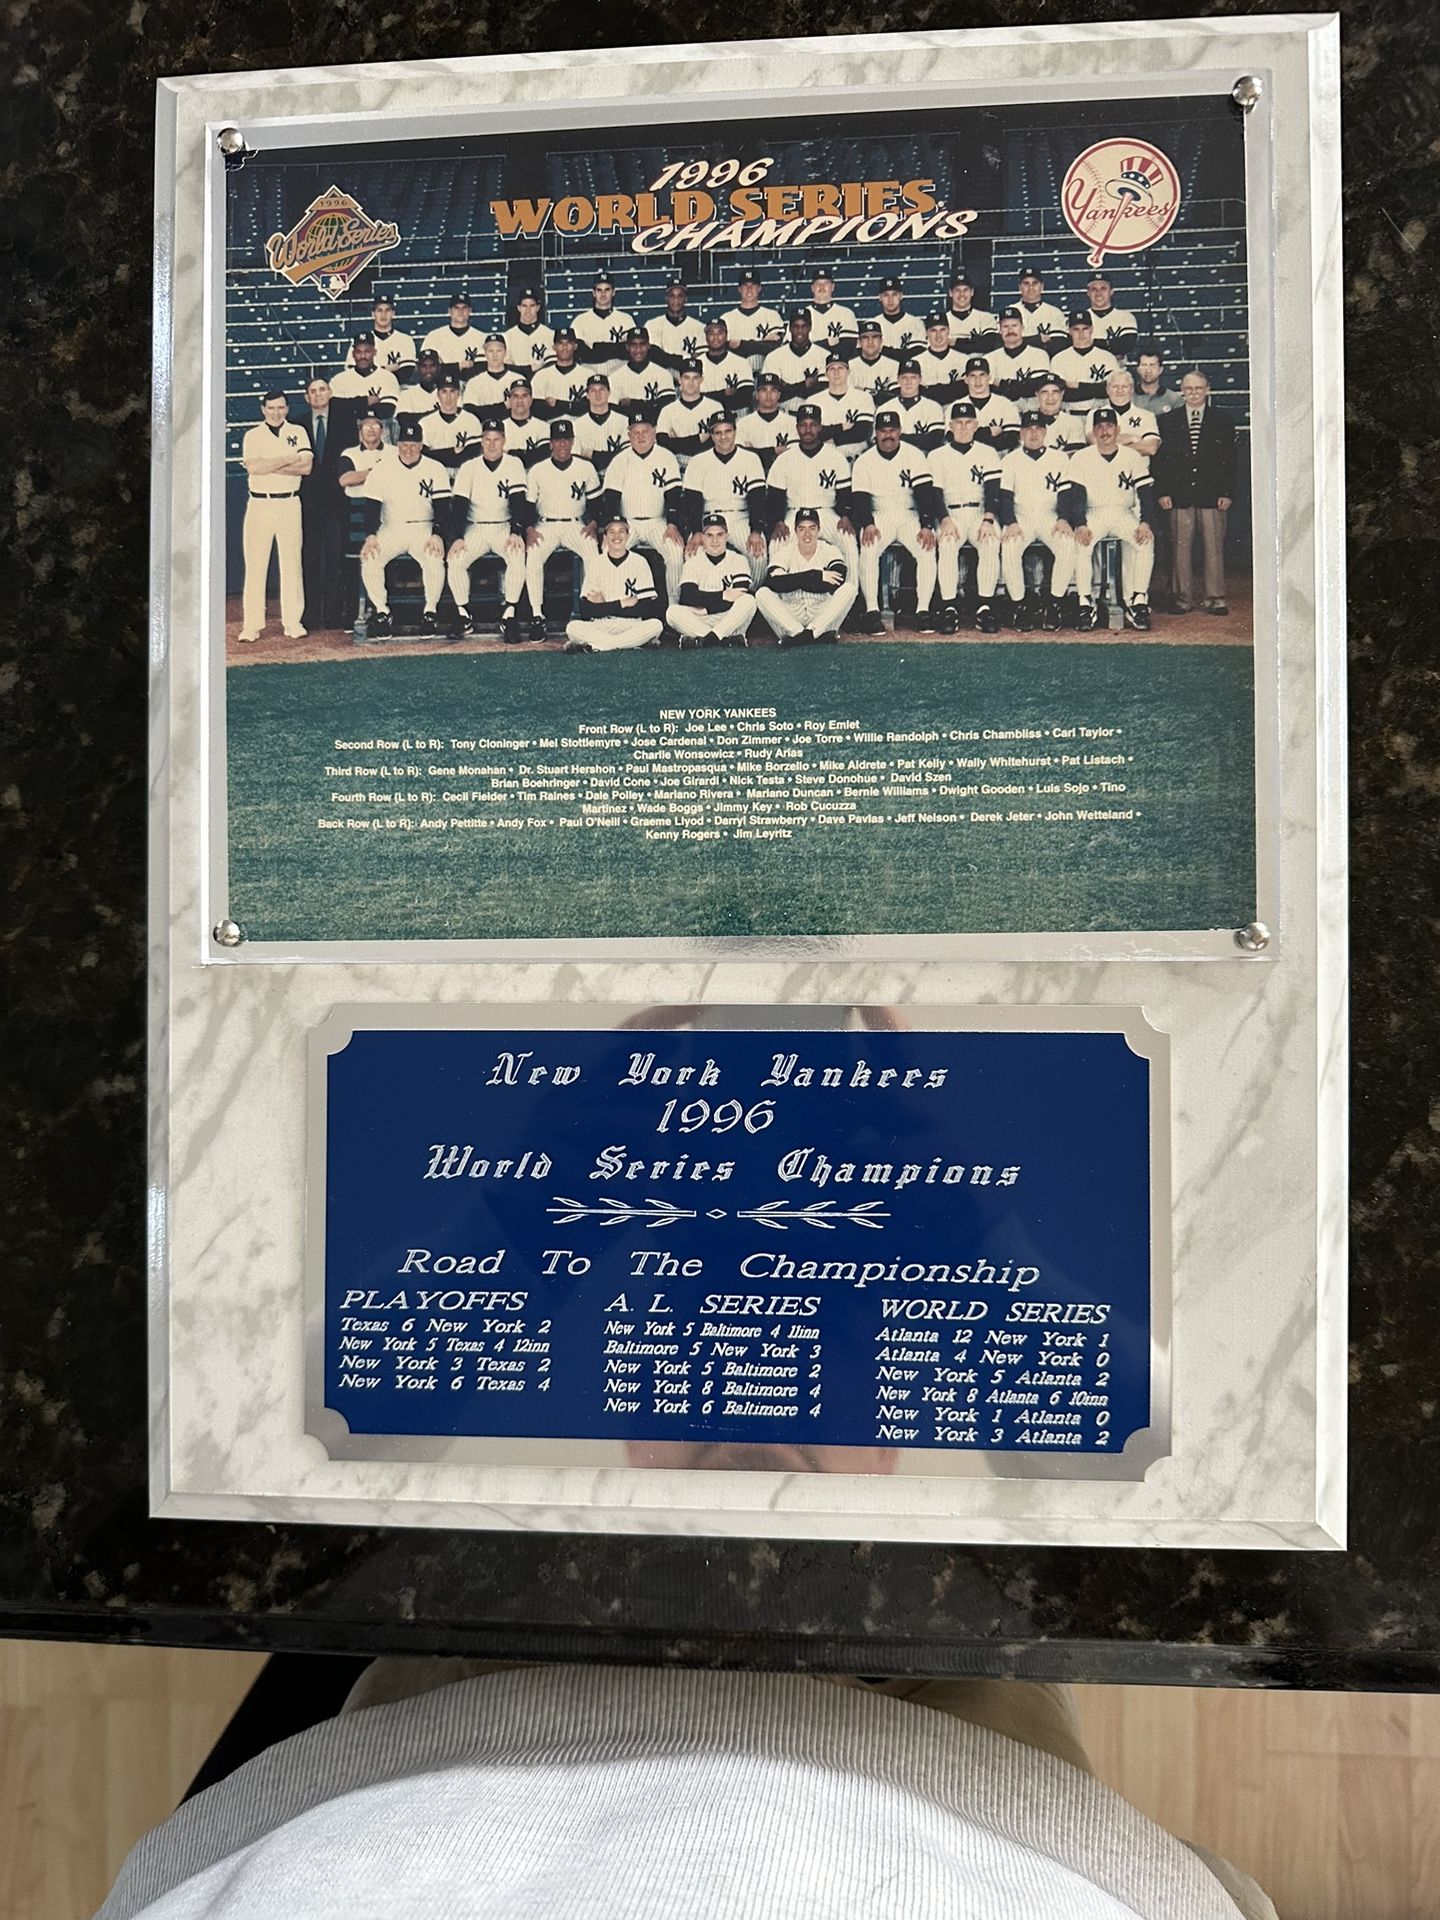 1996
WORLD SERIES
CHAMPIONS
1996
World Series
Yankees
NEW YORK YANKEES
Front Row (L to R): Joe Lee • Chris Soto • Roy Emlet
Second Row (L to R): Tony Cloninger • Mel Stottlemyre • Jose Cardenal • Don Zimmer • Joe Torre • Willie Randolph • Chris Chambliss • Carl Taylor •
Charlie Wonsowicz • Rudy Arias
Third Row (L to R): Gene Monahan • Dr. Stuart Hershon • Paul Mastropasqua • Mike Borzello • Mike Aldrete • Pat Kelly • Wally Whitehurst • Pat Listach •
Brian Boehringer • David Cone • Joe Girardi • Nick Testa • Steve Donohue • David Szen
Fourth Row (L to R): Cecil Fielder • Tim Raines • Dale Polley • Mariano Rivera • Mariano Duncan • Bernie Williams • Dwight Gooden • Luis Sojo • Tino
Martinez • Wade Boggs • Jimmy Key • Rob Cucuzza
Back Row (L to R): Andy Pettitte • Andy Fox • Paul O'Neill • Graeme Llyod • Darryl Strawberry • Dave Pavlas • Jeff Nelson • Derek Jeter • John Wetteland •
Kenny Rogers • Jim Leyritz
New York Yankees
1996
World Series Champions
Road To The Championship
PLAYOFFS
Texas 6 New York 2
New York 5 Texas 4 12inn
New York 3 Texas 2
New York 6 Texas 4
A. L. SERIES
New York 5 Baltimore 4 11inn
Baltimore 5 New York 3
New York 5 Baltimore 2
New York 8 Baltimore 4
New York 6 Baltimore 4
WORLD SERIES
Atlanta 12 New York 1
Atlanta 4 New York 0
New York 5 Atlanta 2
New York 8 Atlanta 6 10inn
New York 1 Atlanta 0
New York 3 Atlanta 2